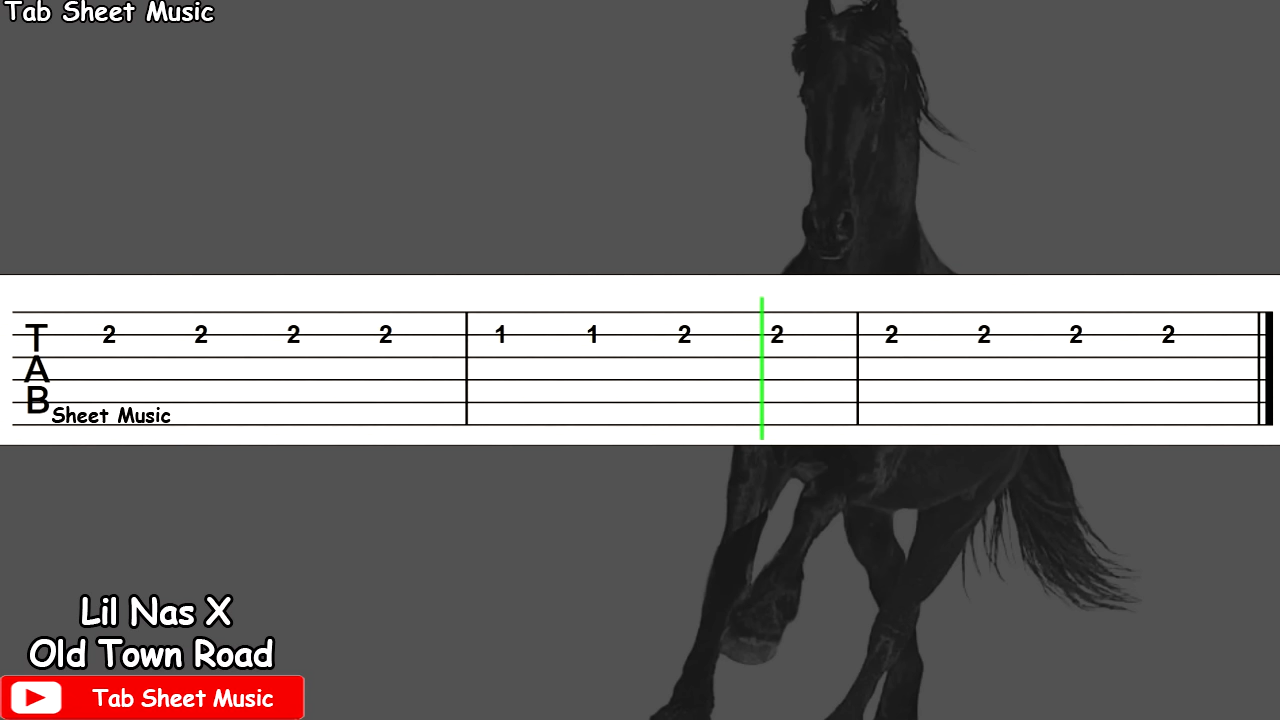 Tab Sheet Music
T 2 2 2 2 1 1 2 2 2 2 2 2
A
B
Sheet Music
Lil Nas X
Old Town Road
Tab Sheet Music